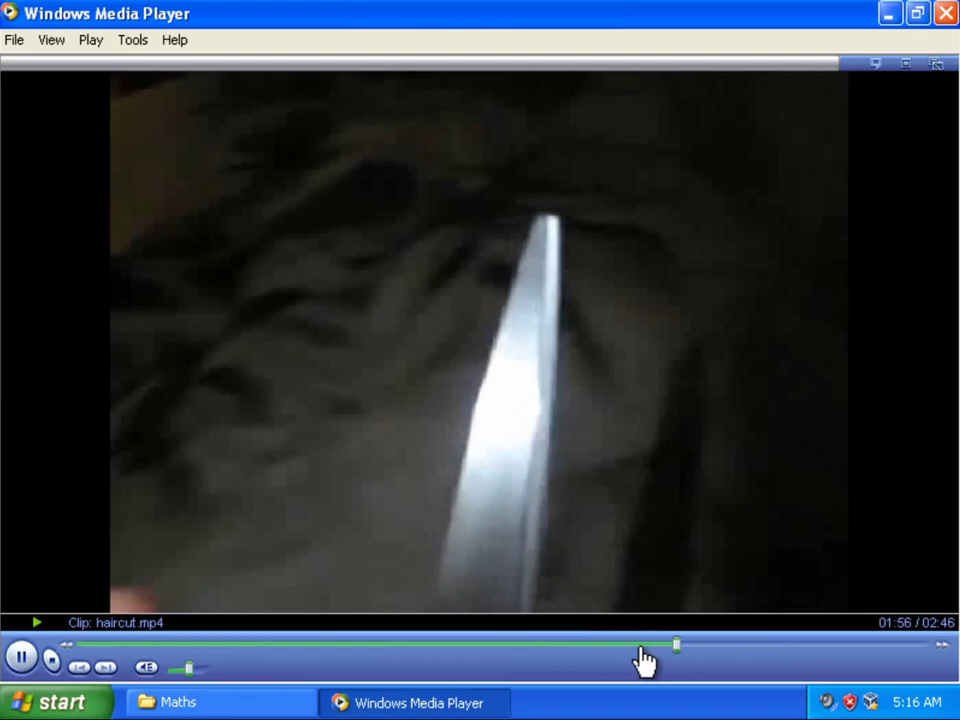 Windows Media Player
File View Play Tools Help
Clip: haircut.mp4 01:56 / 02:46
start Maths Windows Media Player 5:16 AM